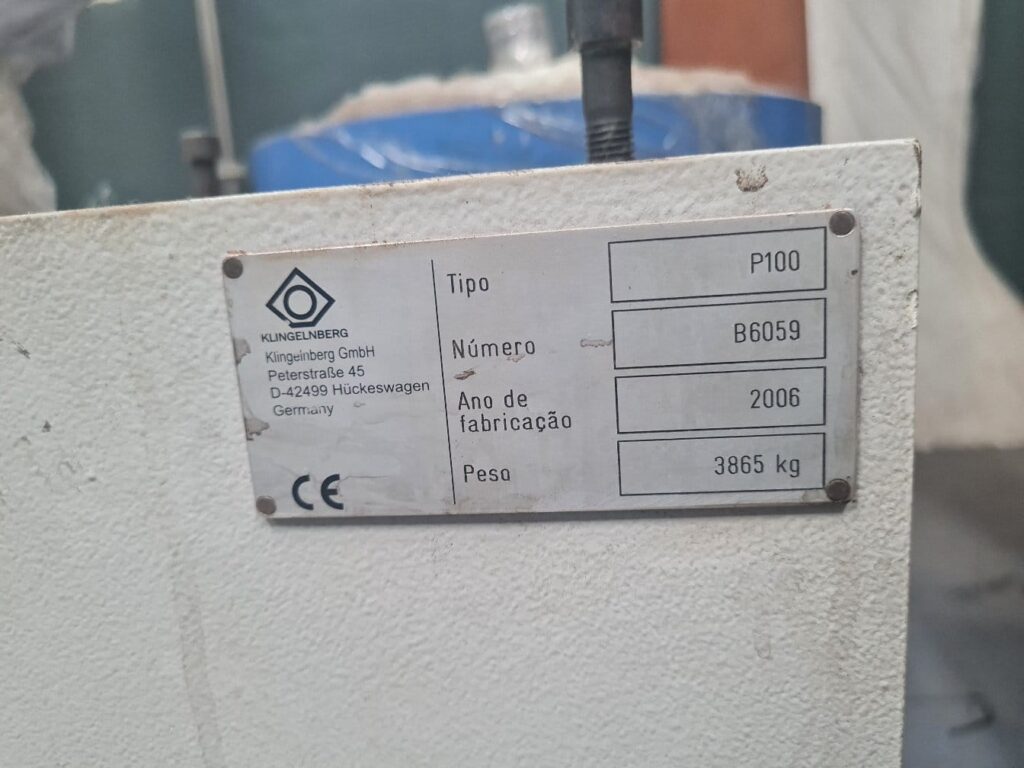 KLINGELNBERG
Klingelnberg GmbH
Peterstraße 45
D-42499 Hückeswagen
Germany
CE
Tipo P100
Número B6059
Ano de
fabricação 2006
Peso 3865 kg